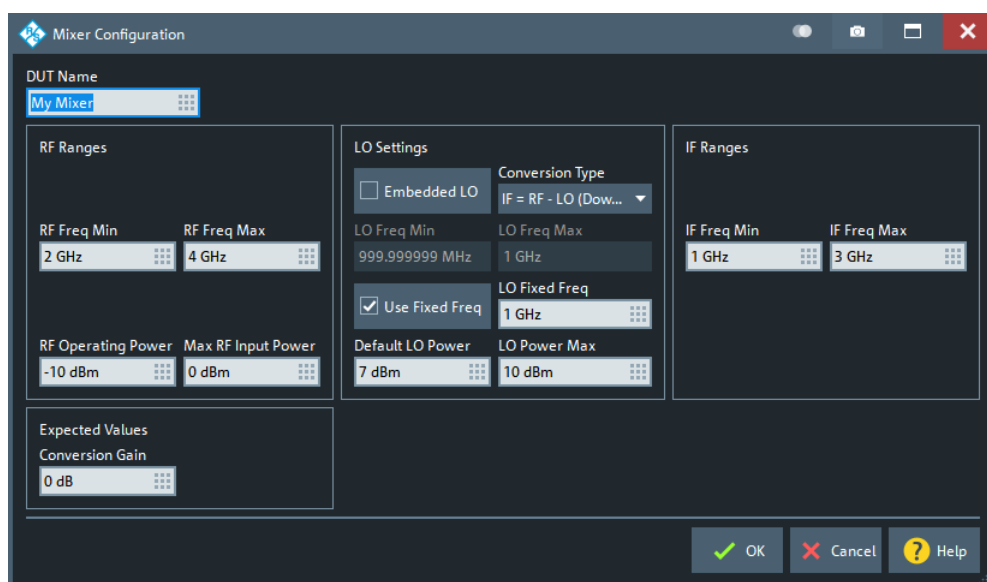 Mixer Configuration
DUT Name
My Mixer
RF Ranges
RF Freq Min RF Freq Max
2 GHz 4 GHz
RF Operating Power Max RF Input Power
-10 dBm 0 dBm
LO Settings
Embedded LO
Conversion Type
IF = RF - LO (Dow...
LO Freq Min LO Freq Max
999.999999 MHz 1 GHz
Use Fixed Freq
LO Fixed Freq
1 GHz
Default LO Power LO Power Max
7 dBm 10 dBm
IF Ranges
IF Freq Min IF Freq Max
1 GHz 3 GHz
Expected Values
Conversion Gain
0 dB
OK Cancel ? Help